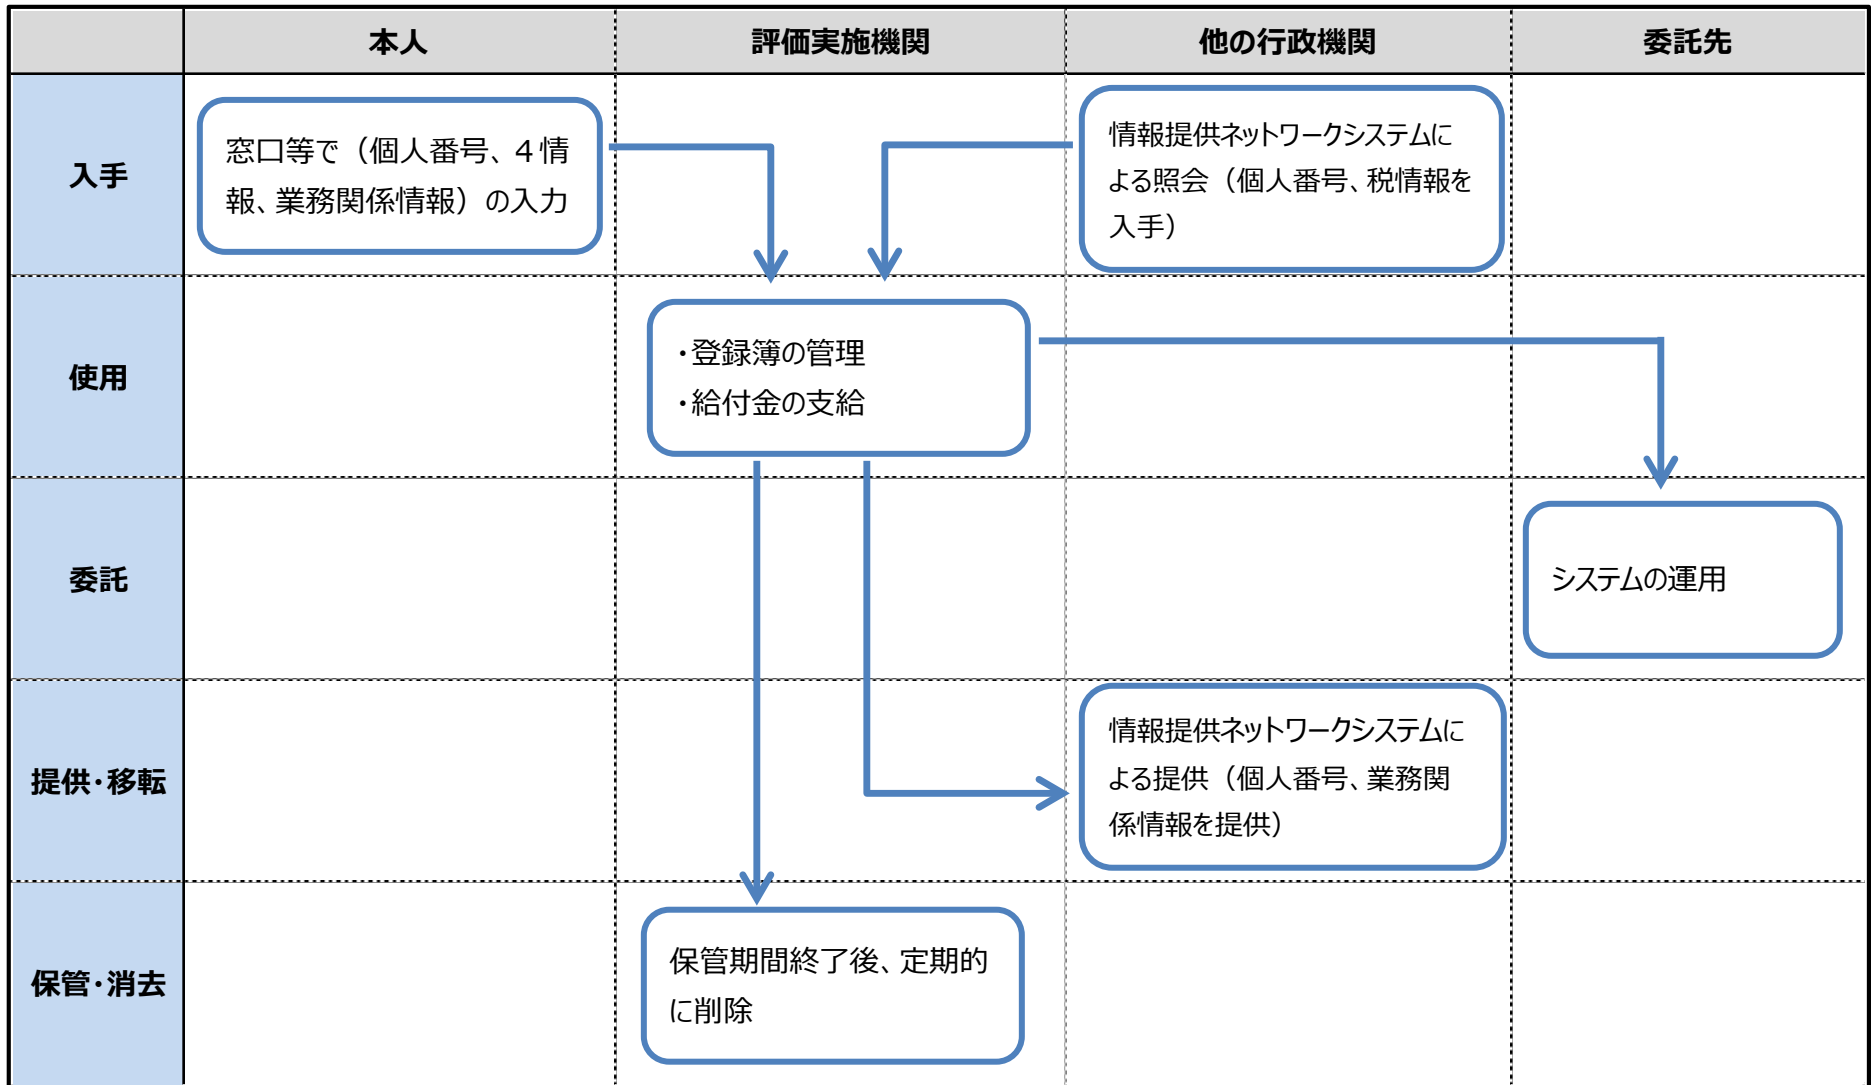 本人
評価実施機関
他の行政機関
委託先
入手
窓口等で（個人番号、４情
報、業務関係情報）の入力
情報提供ネットワークシステムに
よる照会（個人番号、税情報を
入手）
使用
・登録簿の管理
・給付金の支給
委託
システムの運用
提供・移転
情報提供ネットワークシステムに
よる提供（個人番号、業務関
係情報を提供）
保管・消去
保管期間終了後、定期的
に削除